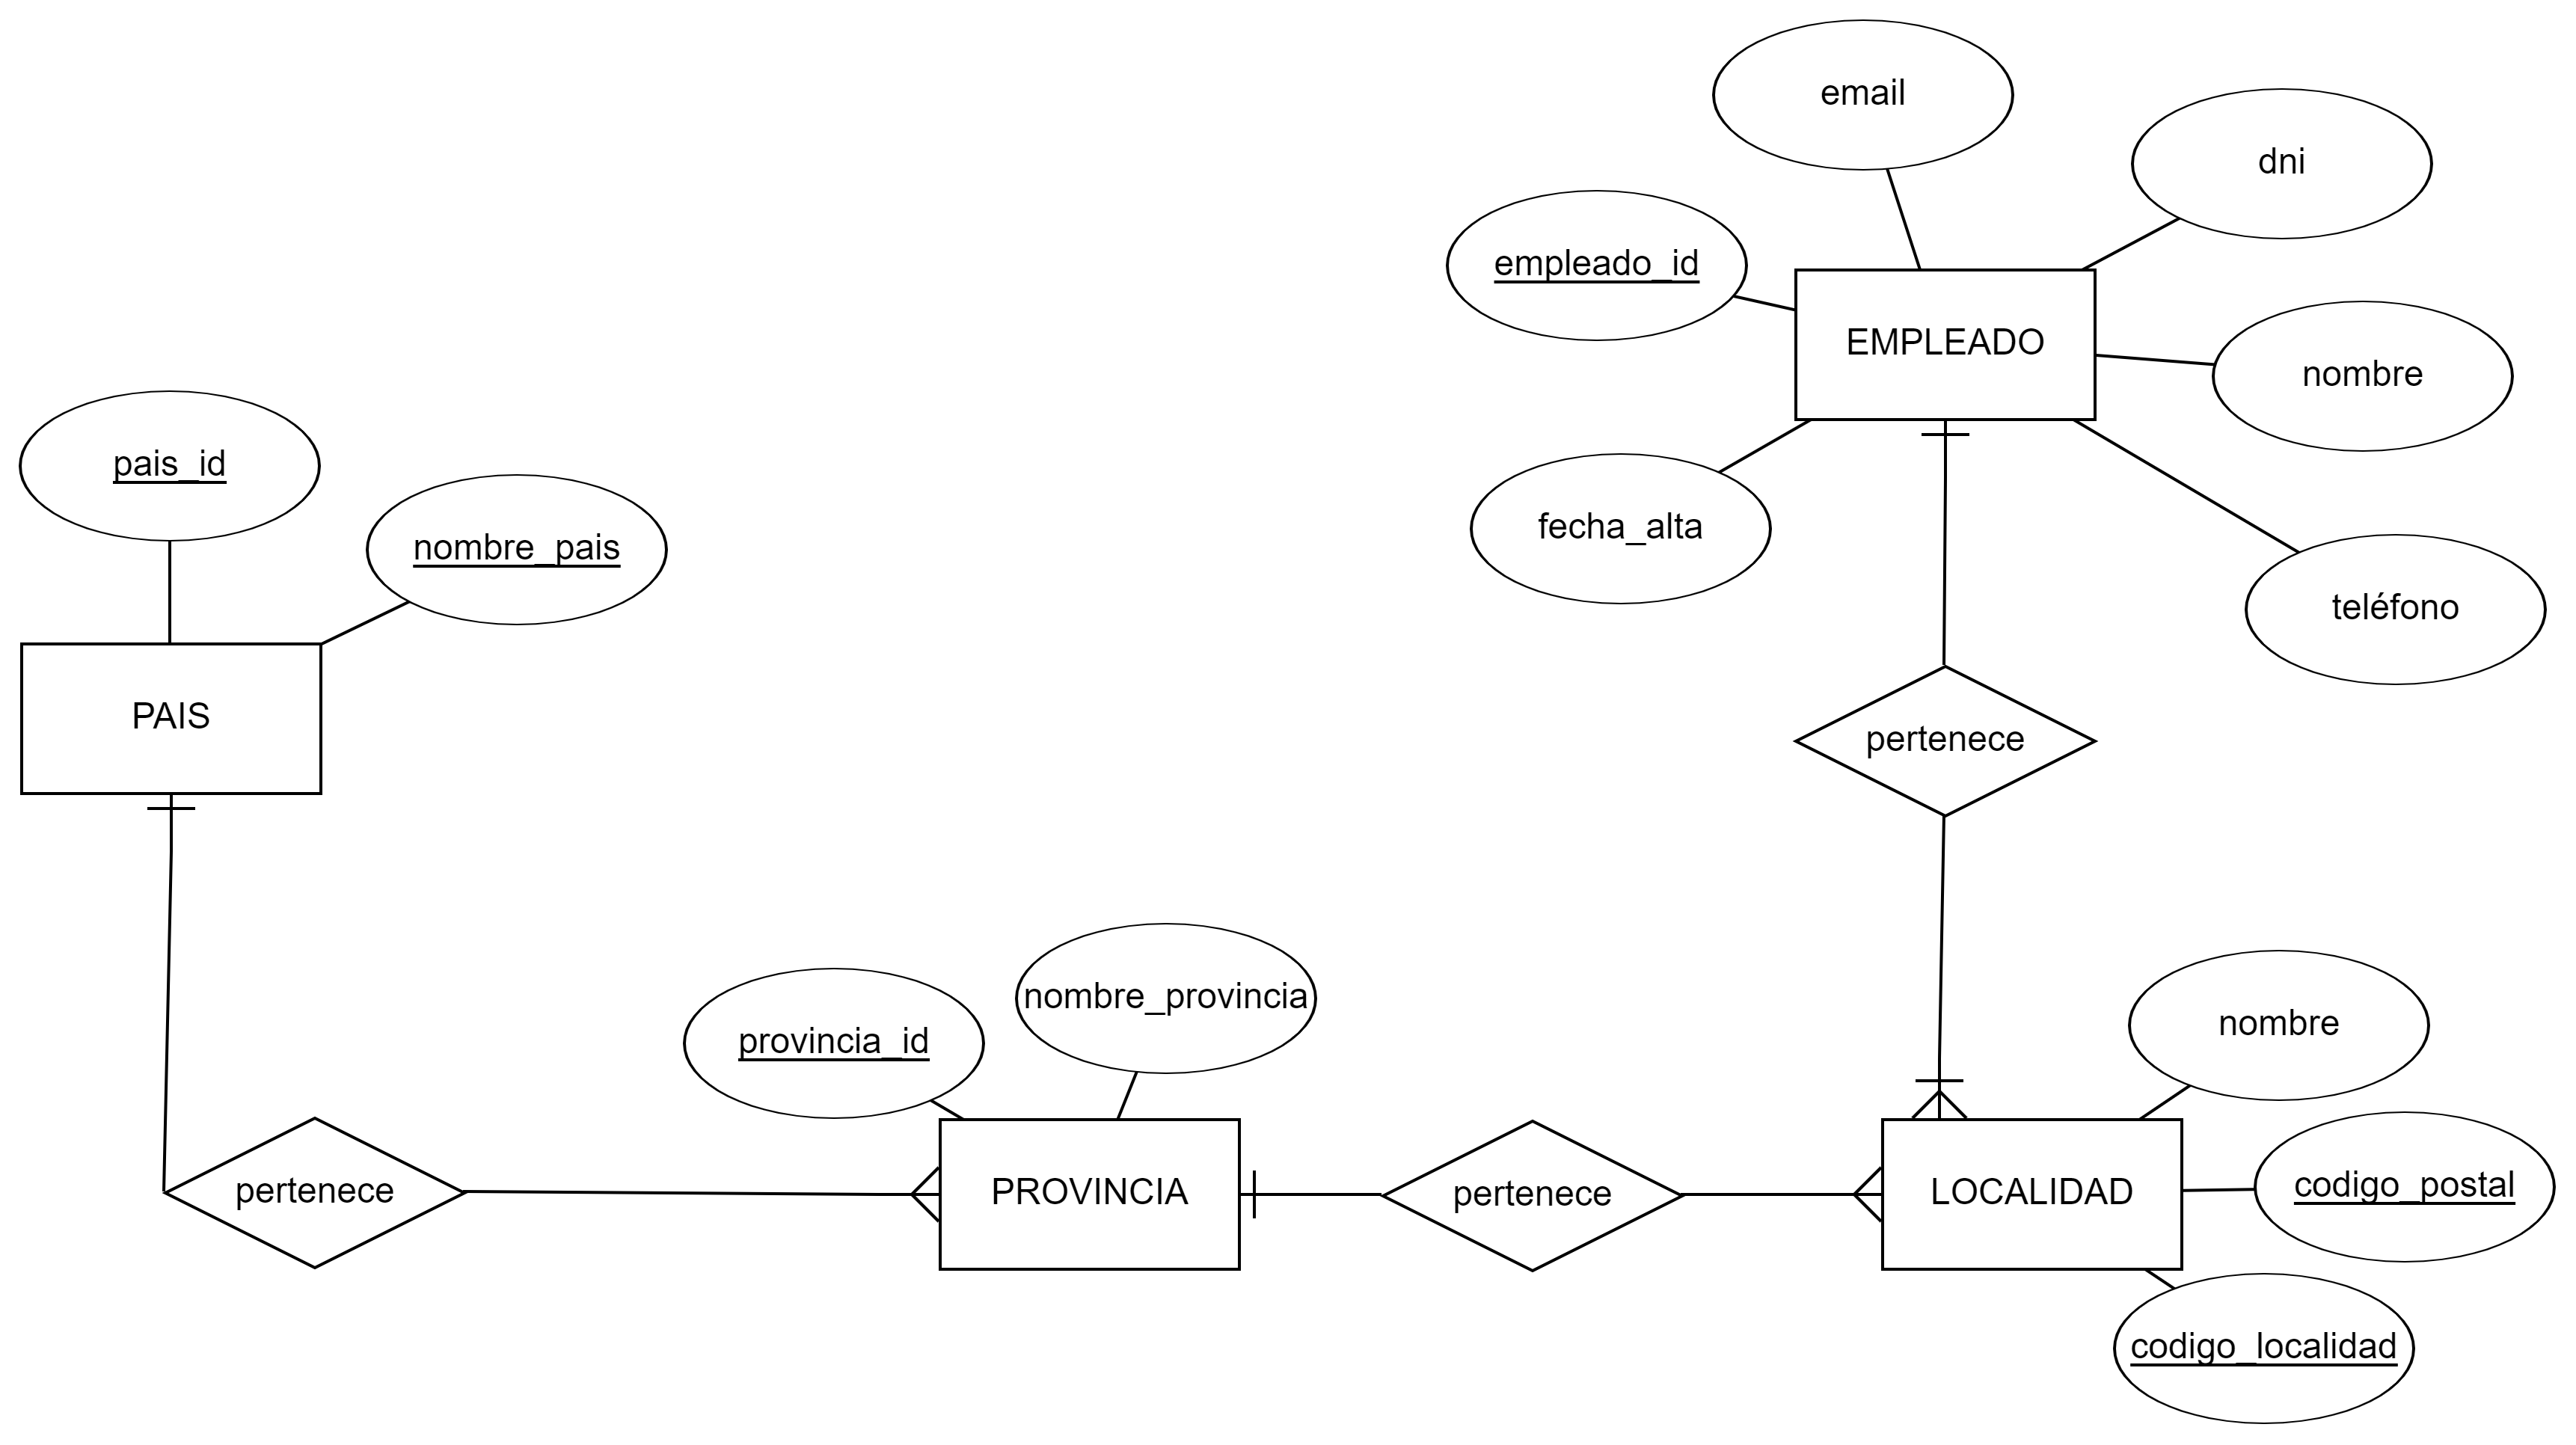 email
dni
empleado_id
EMPLEADO
nombre
pais_id
nombre_pais
fecha_alta
teléfono
PAIS
pertenece
nombre_provincia
provincia_id
nombre
pertenece
PROVINCIA
pertenece
LOCALIDAD
codigo_postal
codigo_localidad